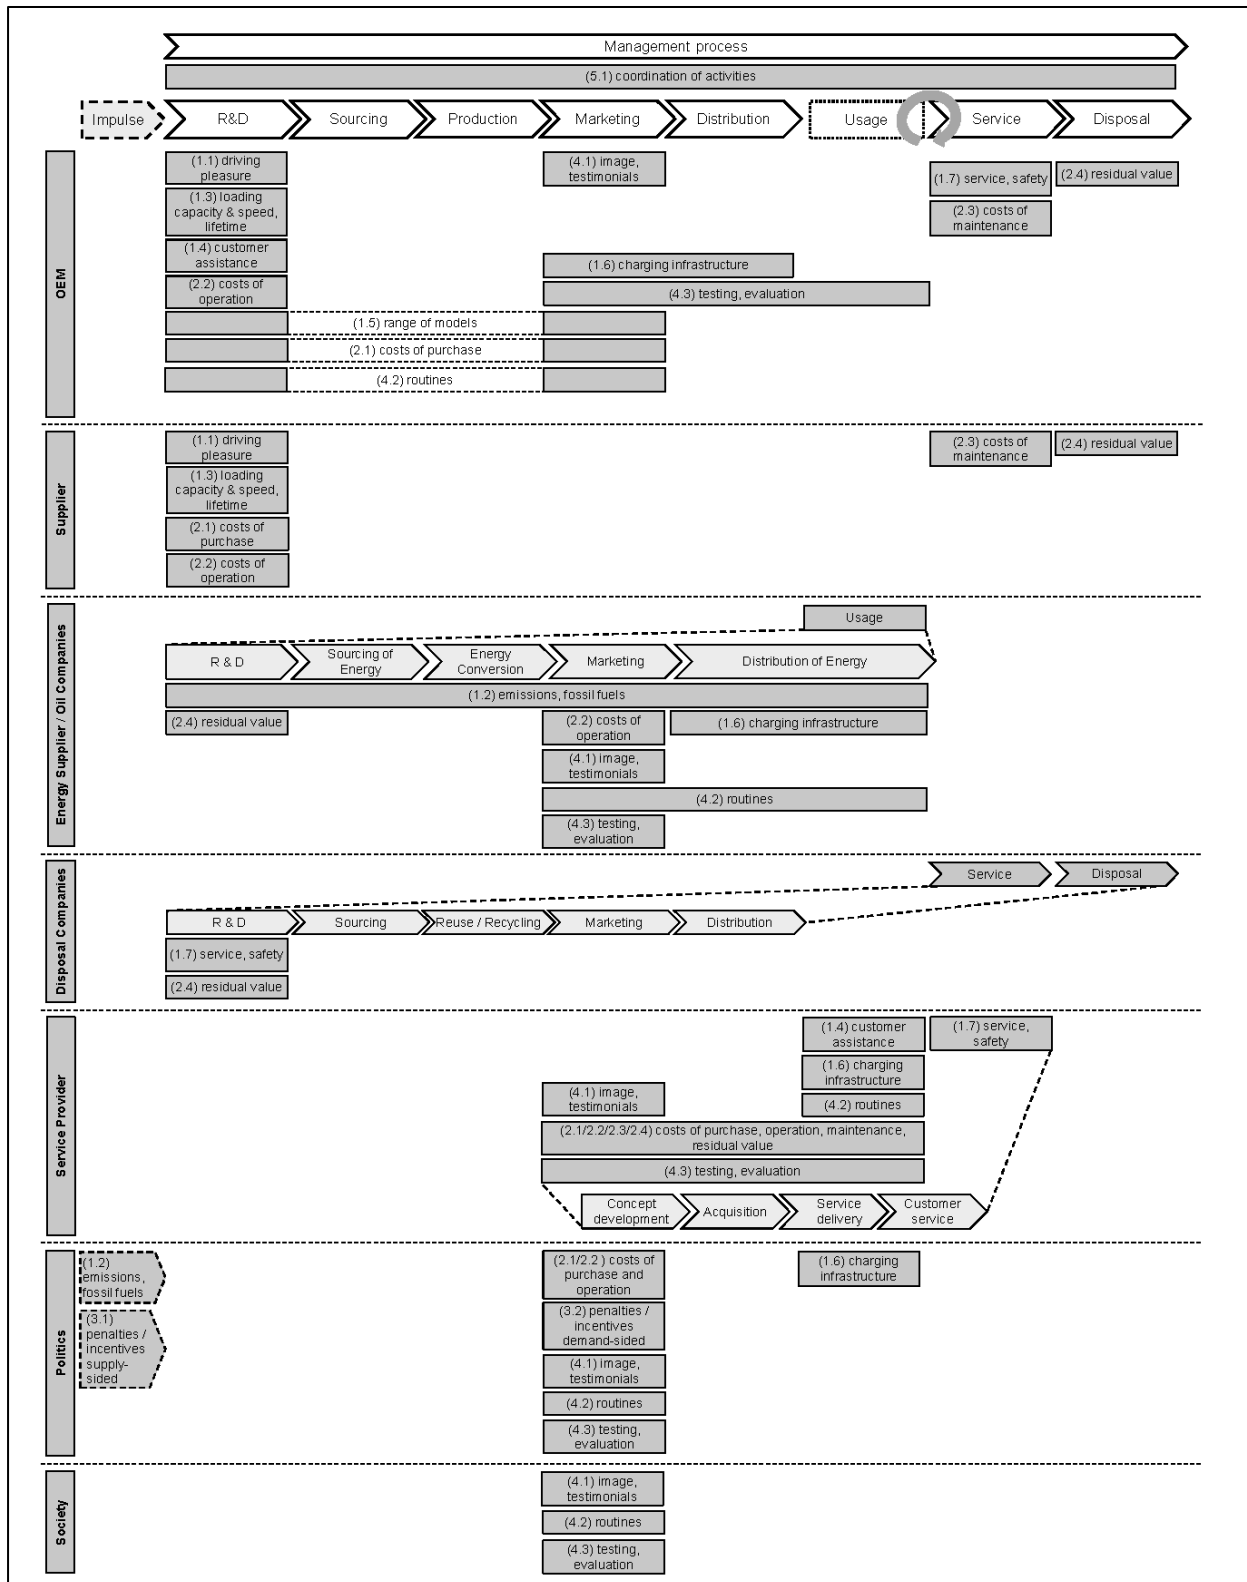 Management process
(5.1) coordination of activities
Impulse
R&D
Sourcing
Production
Marketing
Distribution
Usage
Service
Disposal
OEM
(1.1) driving
pleasure
(1.3) loading
capacity & speed,
lifetime
(1.4) customer
assistance
(2.2) costs of
operation
(4.1) image,
testimonials
(1.7) service, safety
(2.4) residual value
(2.3) costs of
maintenance
(1.6) charging infrastructure
(4.3) testing, evaluation
(1.5) range of models
(2.1) costs of purchase
(4.2) routines
Supplier
(1.1) driving
pleasure
(1.3) loading
capacity & speed,
lifetime
(2.1) costs of
purchase
(2.2) costs of
operation
(2.3) costs of
maintenance
(2.4) residual value
Energy Supplier / Oil Companies
Usage
R & D
Sourcing of
Energy
Energy
Conversion
Marketing
Distribution of Energy
(1.2) emissions, fossil fuels
(2.4) residual value
(2.2) costs of
operation
(1.6) charging infrastructure
(4.1) image,
testimonials
(4.2) routines
(4.3) testing,
evaluation
Disposal Companies
Service
Disposal
R & D
Sourcing
Reuse / Recycling
Marketing
Distribution
(1.7) service, safety
(2.4) residual value
Service Provider
(1.4) customer
assistance
(1.7) service,
safety
(1.6) charging
infrastructure
(4.1) image,
testimonials
(4.2) routines
(2.1/2.2/2.3/2.4) costs of purchase, operation, maintenance,
residual value
(4.3) testing, evaluation
Concept
development
Acquisition
Service
delivery
Customer
service
Politics
(1.2)
emissions,
fossil fuels
(3.1)
penalties /
incentives
supply-
sided
(2.1/2.2 ) costs of
purchase and
operation
(1.6) charging
infrastructure
(3.2) penalties /
incentives
demand-sided
(4.1) image,
testimonials
(4.2) routines
(4.3) testing,
evaluation
Society
(4.1) image,
testimonials
(4.2) routines
(4.3) testing,
evaluation